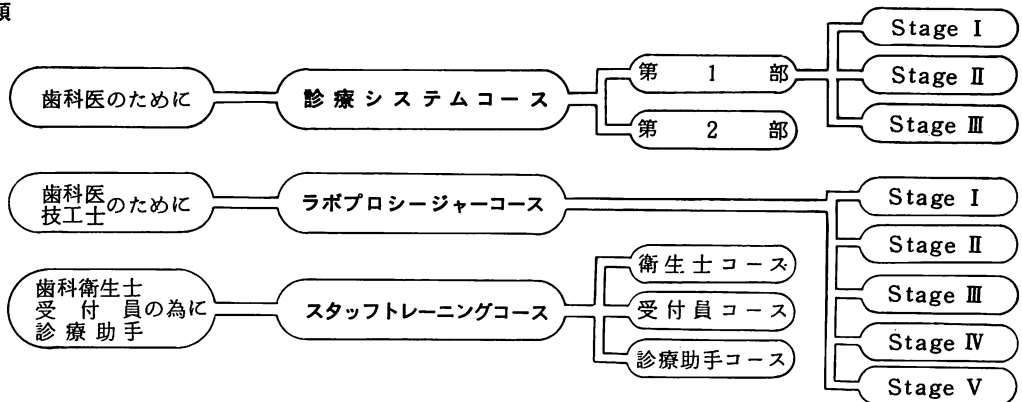 類
歯科医のために
診療システムコース
第1部
Stage Ⅰ
Stage Ⅱ
Stage Ⅲ
第2部
歯科医
技工士
のために
ラボプロシージャーコース
Stage Ⅰ
Stage Ⅱ
Stage Ⅲ
Stage Ⅳ
Stage Ⅴ
歯科衛生士
受付員
診療助手
の為に
スタッフトレーニングコース
衛生士コース
受付員コース
診療助手コース